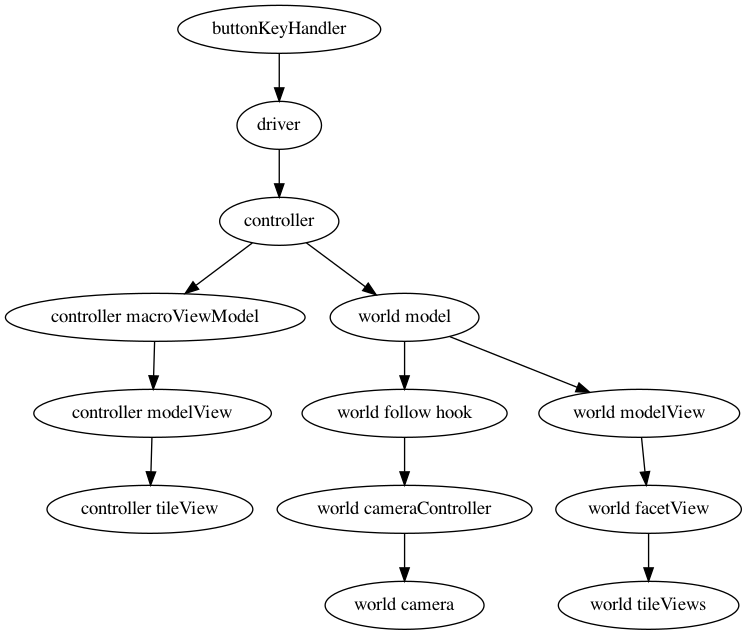 buttonKeyHandler
driver
controller
controller macroViewModel
world model
controller modelView
world follow hook
world modelView
controller tileView
world cameraController
world facetView
world camera
world tileViews